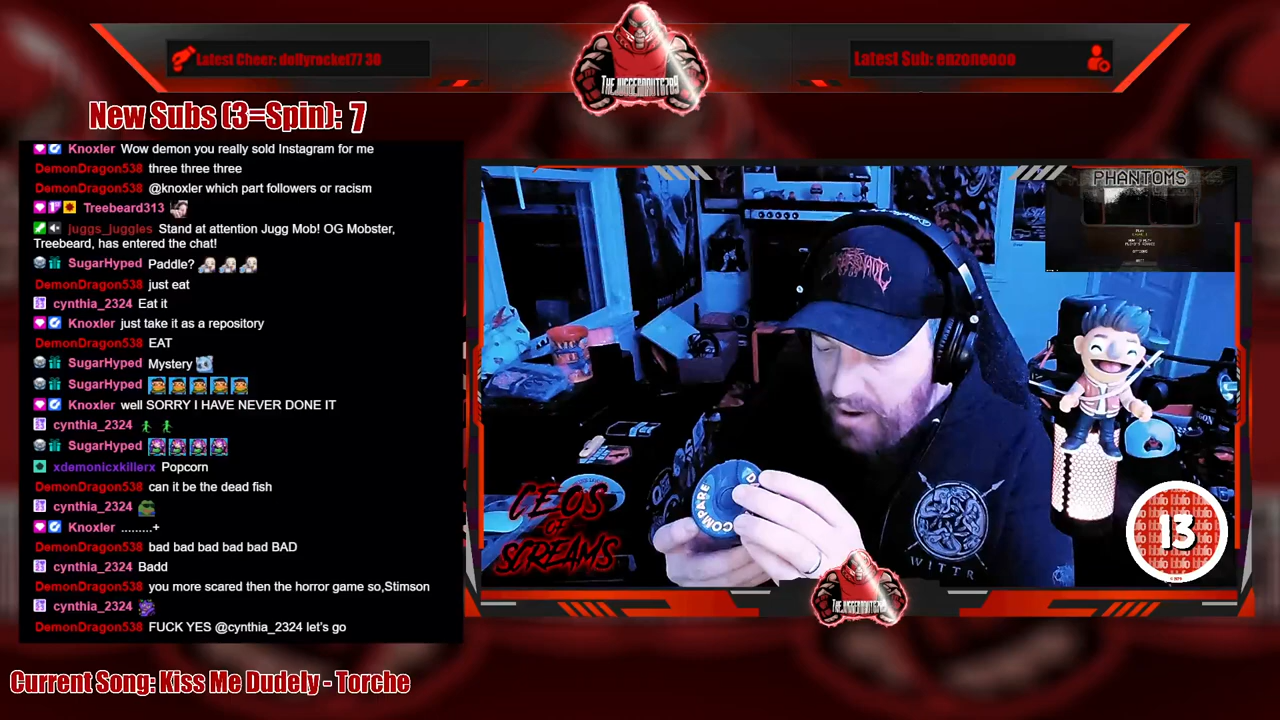 Latest Cheer: dollyrocket77 30
THEJUGGERNAUT6789
Latest Sub: enzoneooo
New Subs (3=Spin): 7
Knoxler Wow demon you really sold Instagram for me
DemonDragon538 three three three
DemonDragon538 @knoxler which part followers or racism
Treebeard313
juggs_juggles Stand at attention Jugg Mob! OG Mobster,
Treebeard, has entered the chat!
SugarHyped Paddle?
DemonDragon538 just eat
cynthia_2324 Eat it
Knoxler just take it as a repository
DemonDragon538 EAT
SugarHyped Mystery
SugarHyped
Knoxler well SORRY I HAVE NEVER DONE IT
cynthia_2324
SugarHyped
xdemonicxkillerx Popcorn
DemonDragon538 can it be the dead fish
cynthia_2324
Knoxler .........+
DemonDragon538 bad bad bad bad bad BAD
cynthia_2324 Badd
DemonDragon538 you more scared then the horror game so,Stimson
cynthia_2324
DemonDragon538 FUCK YES @cynthia_2324 let's go
PHANTOMS
COMPARE
CEOS
OF
SCREAMS
WITTR
13
Current Song: Kiss Me Dudely - Torche